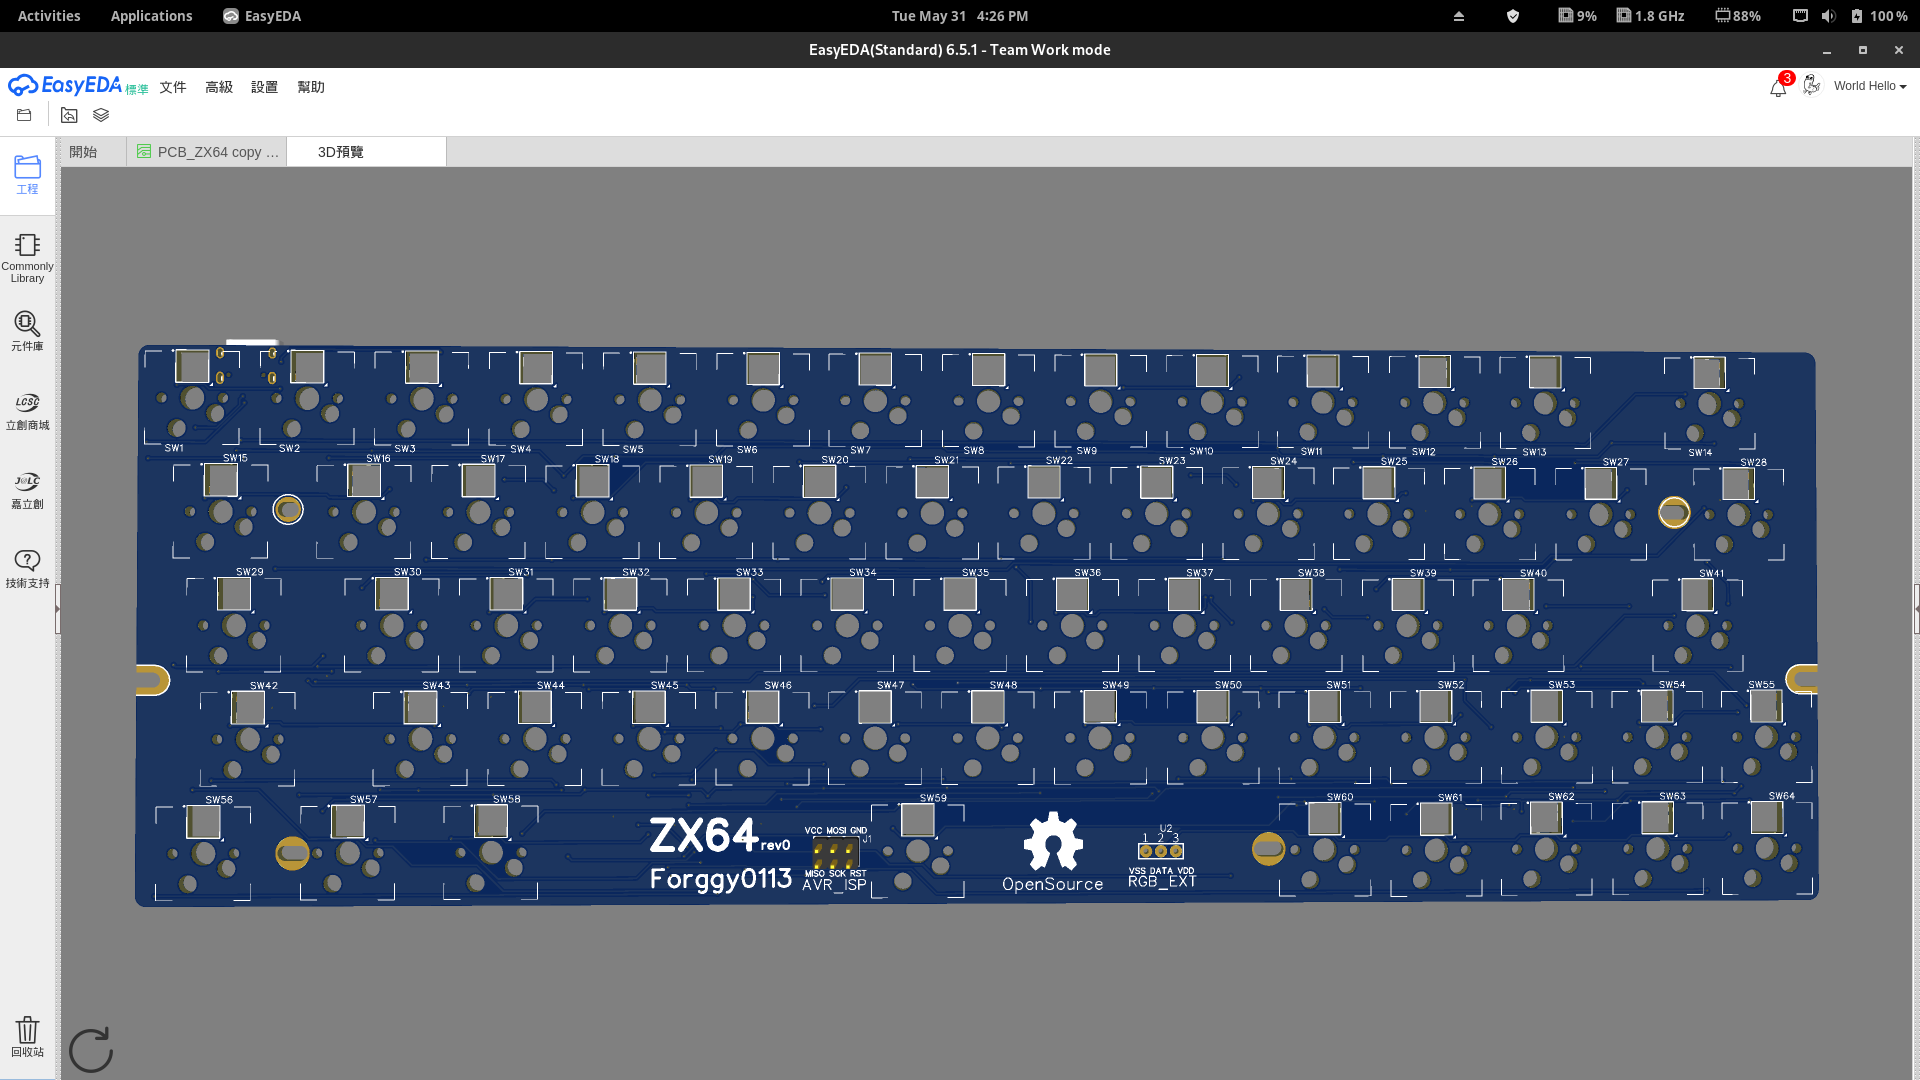 Activities Applications EasyEDA Tue May 31 4:26 PM 9% 1.8 GHz 88% 100 %
EasyEDA(Standard) 6.5.1 - Team Work mode
EasyEDA 標準 文件 高級 設置 幫助 3 World Hello
開始 PCB_ZX64 copy ... 3D預覽
工程
Commonly
Library
元件庫
LCSC
立創商城
J@LC
嘉立創
技術支持
回收站
SW1 SW2 SW3 SW4 SW5 SW6 SW7 SW8 SW9 SW10 SW11 SW12 SW13 SW14
SW15 SW16 SW17 SW18 SW19 SW20 SW21 SW22 SW23 SW24 SW25 SW26 SW27 SW28
SW29 SW30 SW31 SW32 SW33 SW34 SW35 SW36 SW37 SW38 SW39 SW40 SW41
SW42 SW43 SW44 SW45 SW46 SW47 SW48 SW49 SW50 SW51 SW52 SW53 SW54 SW55
SW56 SW57 SW58 SW59 SW60 SW61 SW62 SW63 SW64
ZX64 rev0
Forggy0113
VCC MOSI GND
J1
MISO SCK RST
AVR_ISP
OpenSource
U2
1 2 3
VSS DATA VDD
RGB_EXT